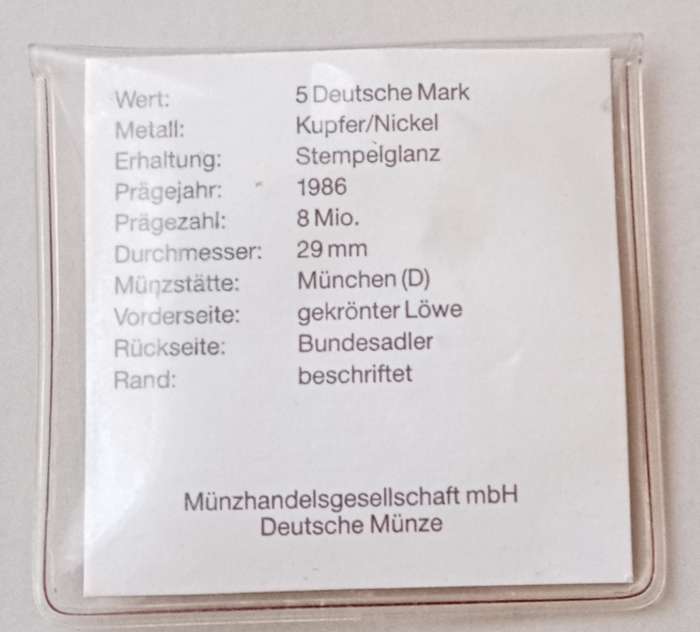 Wert: 5 Deutsche Mark
Metall: Kupfer/Nickel
Erhaltung: Stempelglanz
Prägejahr: 1986
Prägezahl: 8 Mio.
Durchmesser: 29 mm
Münzstätte: München (D)
Vorderseite: gekrönter Löwe
Rückseite: Bundesadler
Rand: beschriftet
Münzhandelsgesellschaft mbH
Deutsche Münze